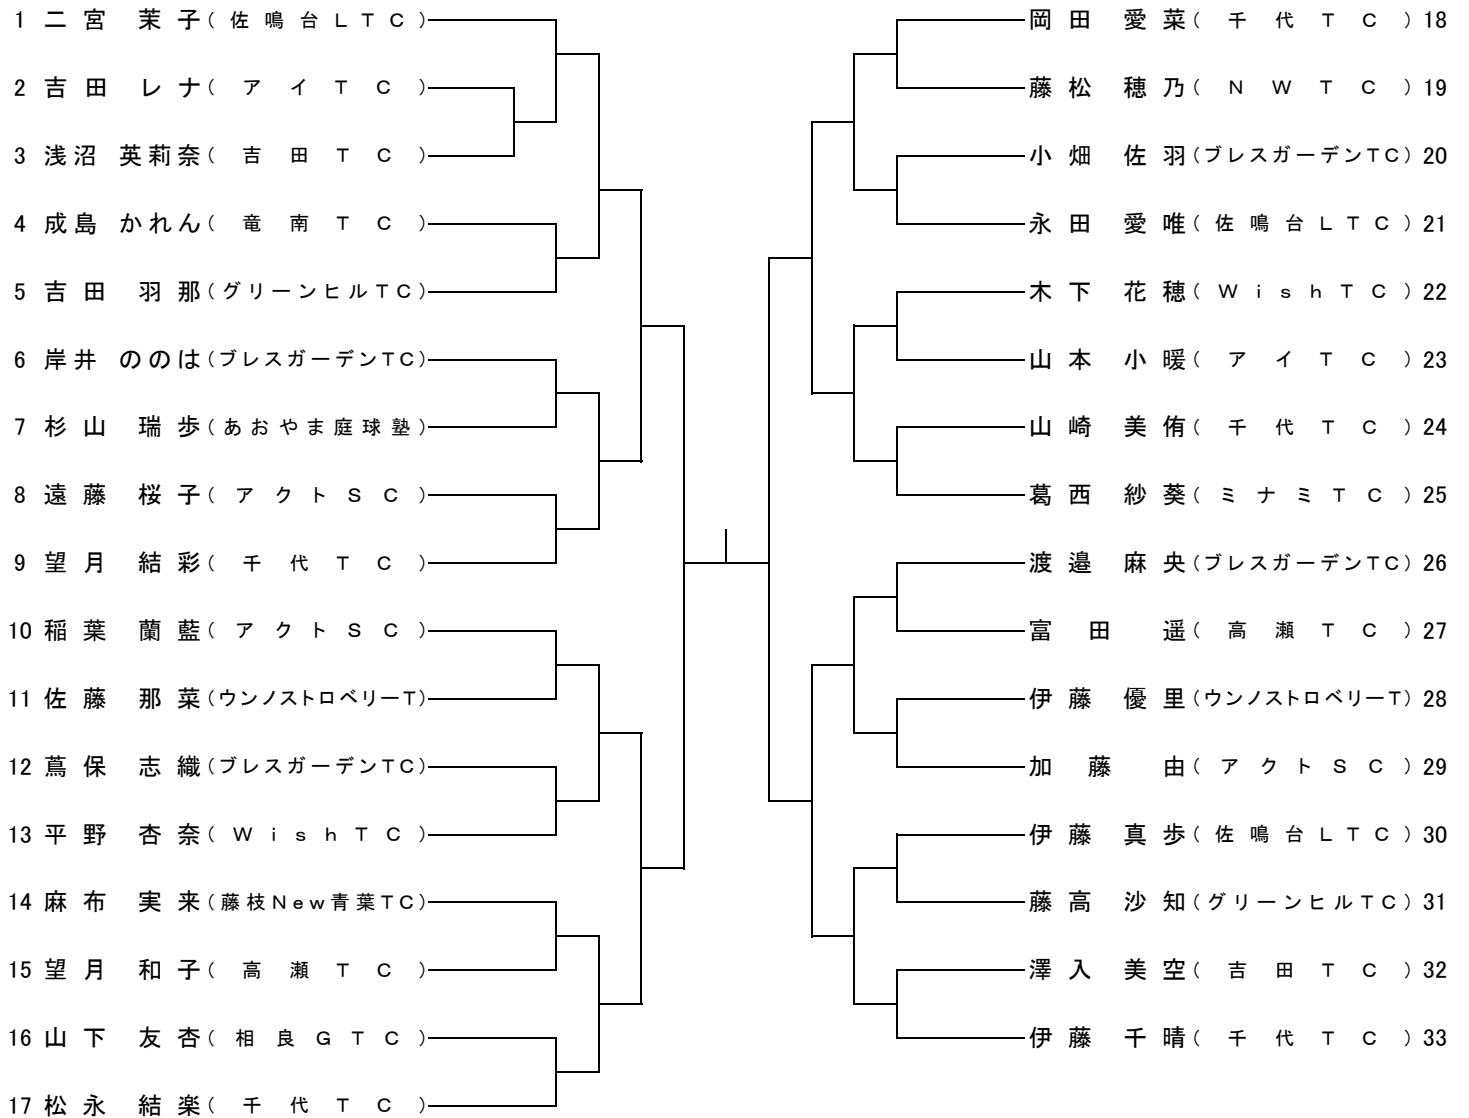 1 二宮 茉子(佐鳴台LTC)
2 吉田 レナ(アイTC)
3 浅沼 英莉奈(吉田TC)
4 成島 かれん(竜南TC)
5 吉田 羽那(グリーンヒルTC)
6 岸井 ののは(ブレスガーデンTC)
7 杉山 瑞歩(あおやま庭球塾)
8 遠藤 桜子(アクトSC)
9 望月 結彩(千代TC)
10 稲葉 蘭藍(アクトSC)
11 佐藤 那菜(ウンノストロベリーT)
12 蔦保 志織(ブレスガーデンTC)
13 平野 杏奈(WishTC)
14 麻布 実来(藤枝New青葉TC)
15 望月 和子(高瀬TC)
16 山下 友杏(相良GTC)
17 松永 結楽(千代TC)
岡田 愛菜(千代TC) 18
藤松 穂乃(NWTC) 19
小畑 佐羽(ブレスガーデンTC) 20
永田 愛唯(佐鳴台LTC) 21
木下 花穂(WishTC) 22
山本 小暖(アイTC) 23
山崎 美侑(千代TC) 24
葛西 紗葵(ミナミTC) 25
渡邉 麻央(ブレスガーデンTC) 26
富田 遥(高瀬TC) 27
伊藤 優里(ウンノストロベリーT) 28
加藤 由(アクトSC) 29
伊藤 真歩(佐鳴台LTC) 30
藤高 沙知(グリーンヒルTC) 31
澤入 美空(吉田TC) 32
伊藤 千晴(千代TC) 33